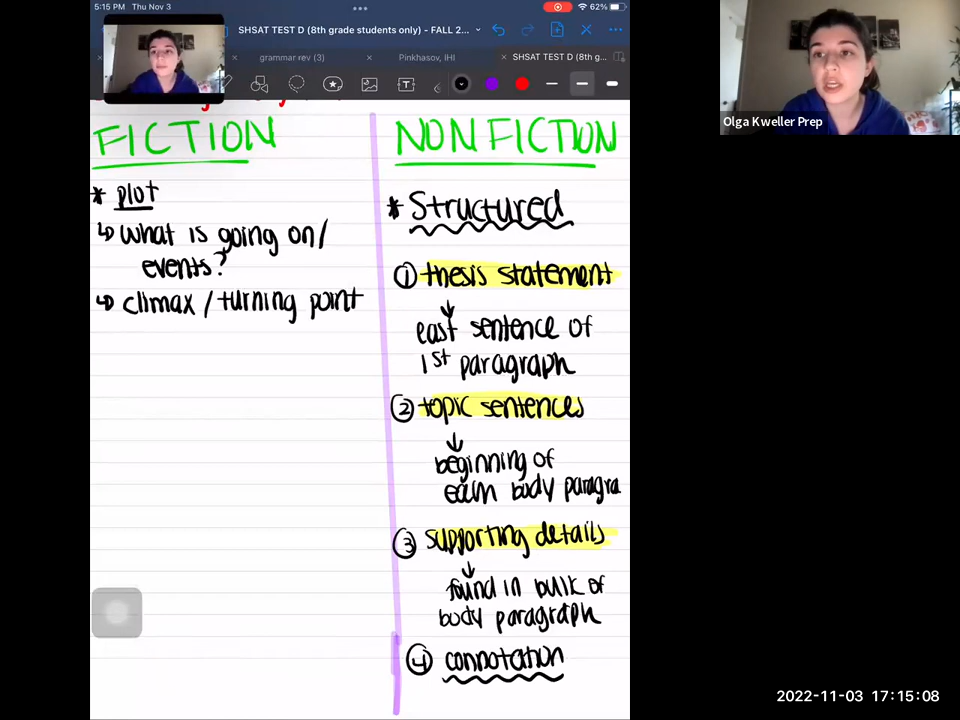 5:15 PM Thu Nov 3
62%
SHSAT TEST D (8th grade students only) - FALL 2...
grammar rev (3)
Pinkhasov, IHI
SHSAT TEST D (8th g...
Olga Kweller Prep
FICTION
* plot
↳ what is going on/
events?
↳ climax / turning point
NONFICTION
* Structured
① thesis statement
↓
last sentence of
1st paragraph
② topic sentences
↓
beginning of
each body paragra
③ supporting details
↓
found in bulk of
body paragraph
④ connotation
2022-11-03 17:15:08